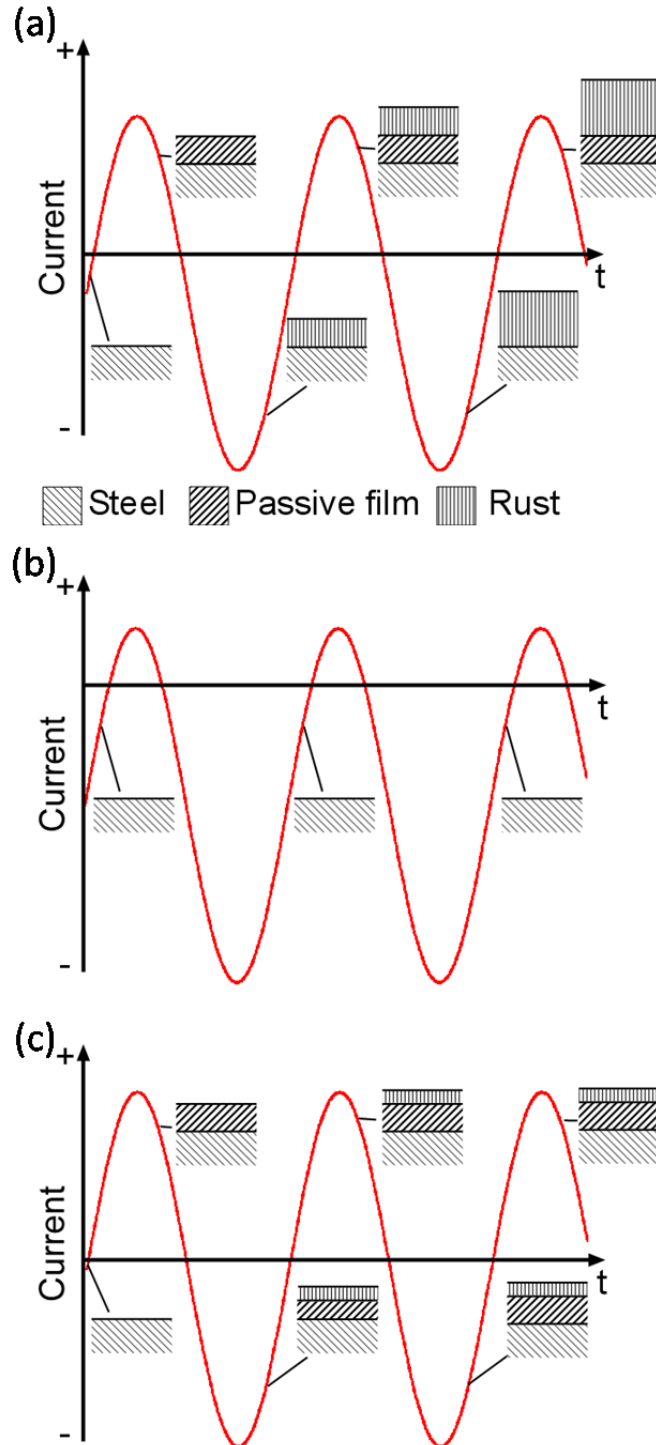 (a)
+
Current
t
-
Steel Passive film Rust
(b)
+
Current
t
-
(c)
+
Current
t
-